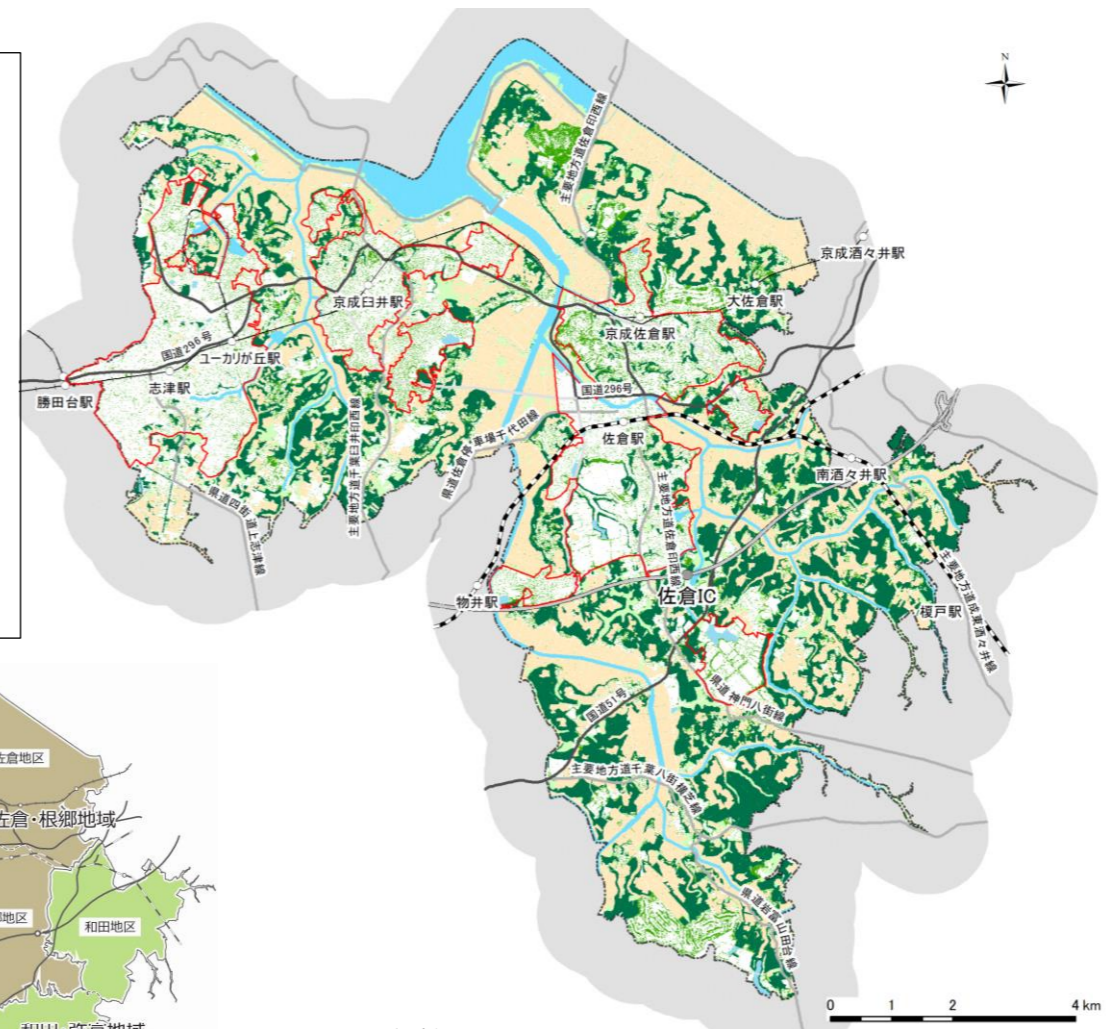 N
主要地方道佐倉印西線
京成酒々井駅
大佐倉駅
京成臼井駅
京成佐倉駅
国道296号
ユーカリが丘駅
国道296号
志津駅
勝田台駅
県道佐倉停車場千代田線
佐倉駅
主要地方道千葉臼井印西線
南酒々井駅
県道四街道上志津線
主要地方道佐倉印西線
主要地方道成東酒々井線
物井駅
佐倉IC
榎戸駅
県道神門八街線
国道51号
主要地方道千葉八街横芝線
県道岩富山田台線
0 1 2 4 km
佐倉地区
佐倉・根郷地域
地区
和田地区
和田・弥富地域